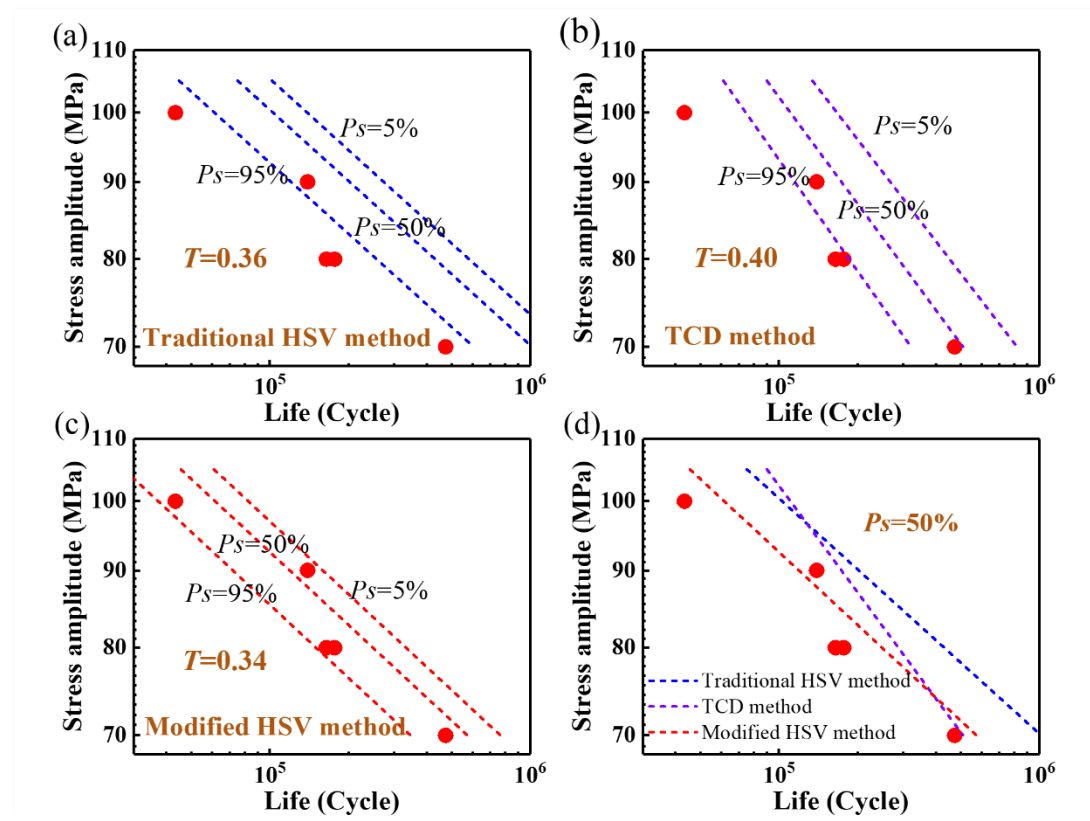 (a)
110
100
90
80
70
Stress amplitude (MPa)
Ps=5%
Ps=95%
Ps=50%
T=0.36
Traditional HSV method
10^5
10^6
Life (Cycle)
(b)
110
100
90
80
70
Stress amplitude (MPa)
Ps=5%
Ps=95%
Ps=50%
T=0.40
TCD method
10^5
10^6
Life (Cycle)
(c)
110
100
90
80
70
Stress amplitude (MPa)
Ps=50%
Ps=95%
Ps=5%
T=0.34
Modified HSV method
10^5
10^6
Life (Cycle)
(d)
110
100
90
80
70
Stress amplitude (MPa)
Ps=50%
Traditional HSV method
TCD method
Modified HSV method
10^5
10^6
Life (Cycle)